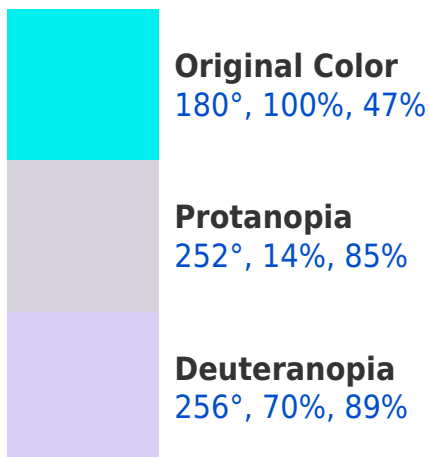 Original Color
180°, 100%, 47%
Protanopia
252°, 14%, 85%
Deuteranopia
256°, 70%, 89%